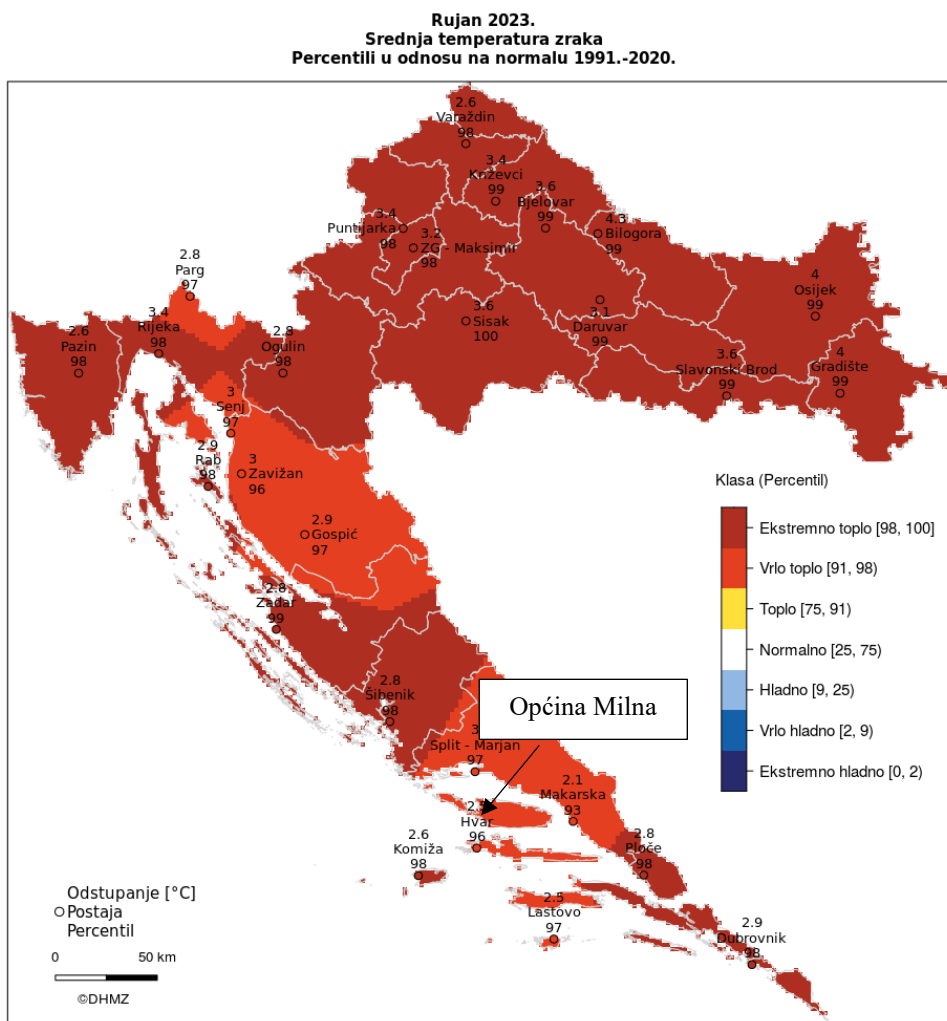 Rujan 2023.
Srednja temperatura zraka
Percentili u odnosu na normalu 1991.-2020.
2.6
Varaždin
98
3.4
Križevci
99
3.6
Bjelovar
99
4.3
Bilogora
99
3.4
Puntijarka
98
3.2
ZG - Maksimir
98
2.8
Parg
97
4
Osijek
99
3.4
Rijeka
98
3.6
Sisak
100
3.1
Daruvar
99
2.6
Pazin
98
2.8
Ogulin
98
3.6
Slavonski Brod
99
4
Gradište
99
3
Senj
97
2.9
Rab
98
3
Zavižan
96
2.9
Gospić
97
2.8
Zadar
99
2.8
Šibenik
98
Općina Milna
Split - Marjan
97
2.1
Makarska
93
Hvar
96
2.6
Komiža
98
2.8
Ploče
98
2.5
Lastovo
97
2.9
Dubrovnik
98
Klasa (Percentil)
Ekstremno toplo [98, 100]
Vrlo toplo [91, 98)
Toplo [75, 91)
Normalno [25, 75)
Hladno [9, 25)
Vrlo hladno [2, 9)
Ekstremno hladno [0, 2)
Odstupanje [°C]
Postaja
Percentil
0 50 km
©DHMZ